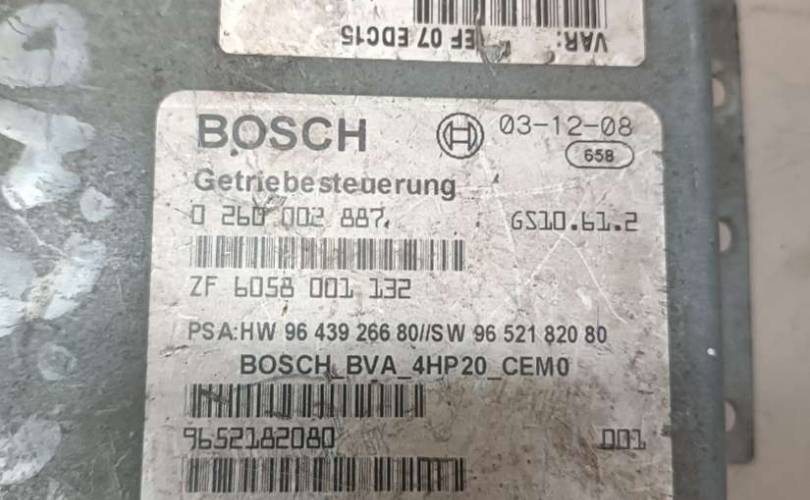 VAR: EF 07 EDC15
BOSCH 03-12-08
658
Getriebesteuerung
0 260 002 887 GS10.61.2
ZF 6058 001 132
PSA:HW 96 439 266 80//SW 96 521 820 80
BOSCH_BVA_4HP20_CEM0
9652182080 001